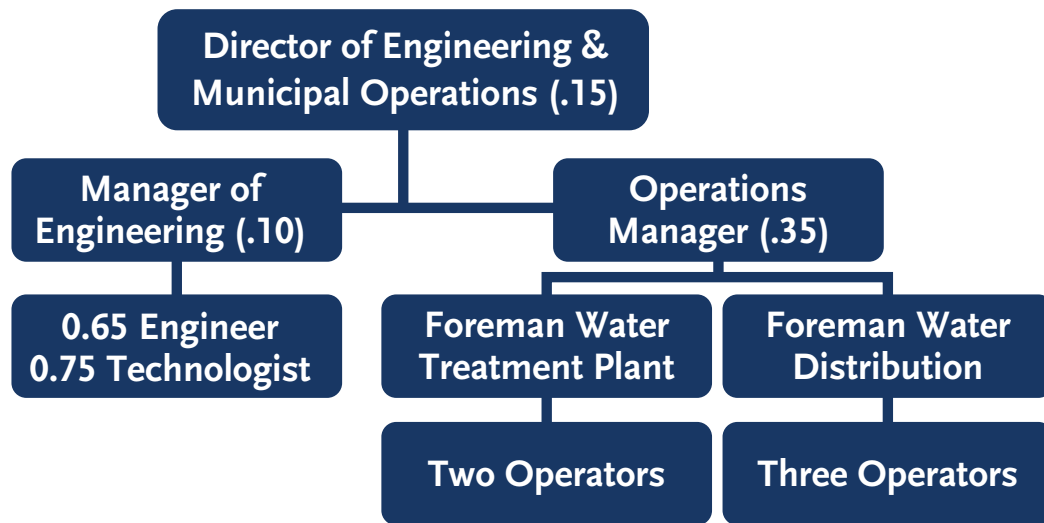 Director of Engineering &
Municipal Operations (.15)
Manager of
Engineering (.10)
Operations
Manager (.35)
0.65 Engineer
0.75 Technologist
Foreman Water
Treatment Plant
Foreman Water
Distribution
Two Operators
Three Operators